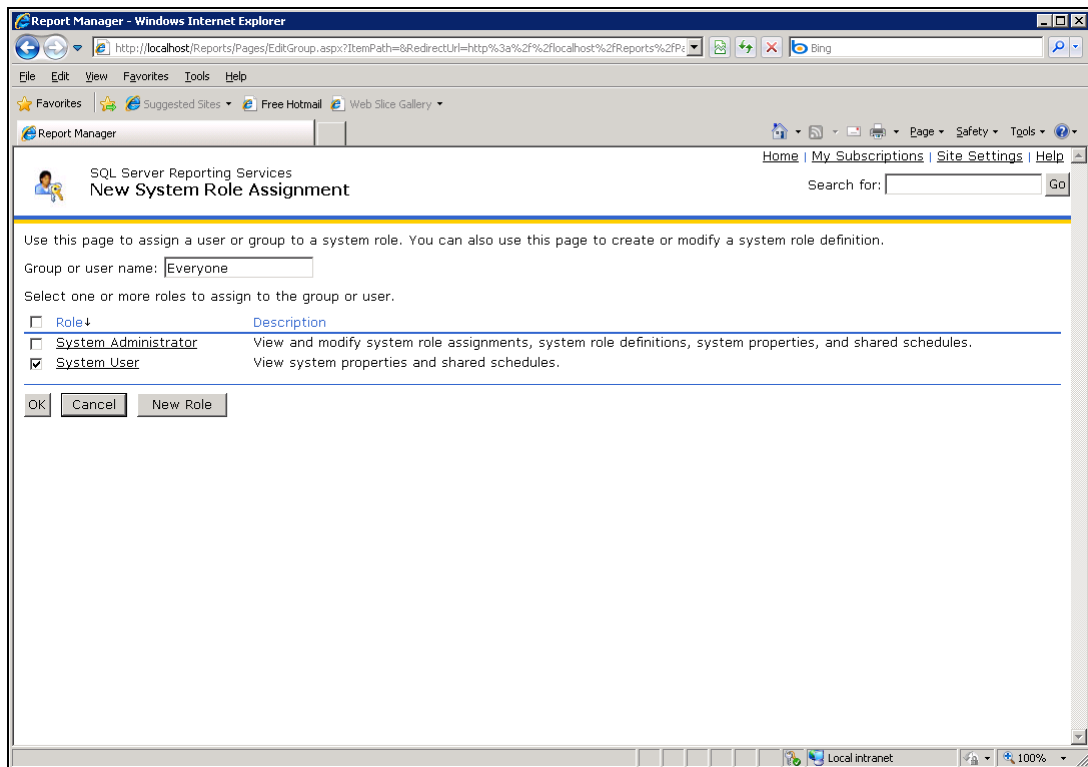 Report Manager - Windows Internet Explorer
http://localhost/Reports/Pages/EditGroup.aspx?ItemPath=&RedirectUrl=http%3a%2f%2flocalhost%2fReports%2fPa
Bing
File Edit View Favorites Tools Help
Favorites Suggested Sites Free Hotmail Web Slice Gallery
Report Manager Page Safety Tools
Home | My Subscriptions | Site Settings | Help
SQL Server Reporting Services
New System Role Assignment
Search for: Go
Use this page to assign a user or group to a system role. You can also use this page to create or modify a system role definition.
Group or user name: Everyone
Select one or more roles to assign to the group or user.
Role↓ Description
System Administrator View and modify system role assignments, system role definitions, system properties, and shared schedules.
System User View system properties and shared schedules.
OK Cancel New Role
Local intranet 100%